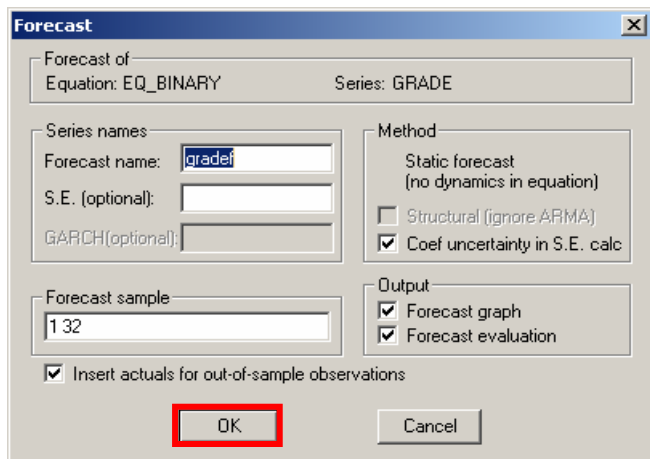 Forecast
Forecast of
Equation: EQ_BINARY Series: GRADE
Series names
Forecast name: gradef
S.E. (optional):
GARCH(optional):
Method
Static forecast
(no dynamics in equation)
Structural (ignore ARMA)
Coef uncertainty in S.E. calc
Forecast sample
1 32
Output
Forecast graph
Forecast evaluation
Insert actuals for out-of-sample observations
OK Cancel